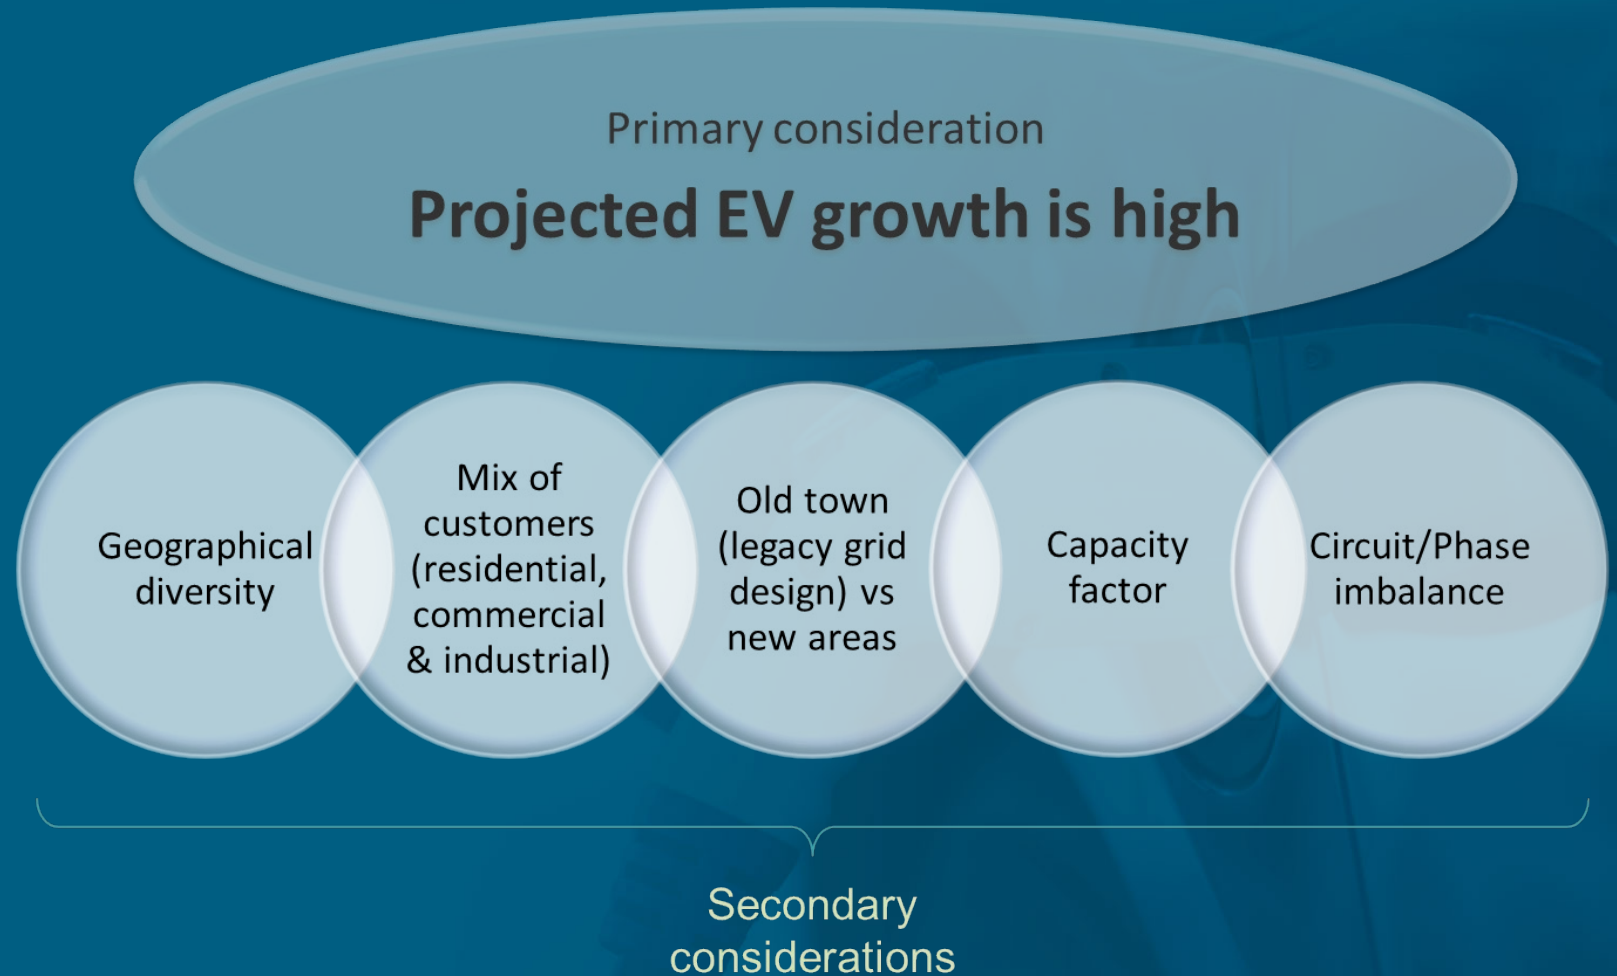 Primary consideration
Projected EV growth is high
Geographical
diversity
Mix of
customers
(residential,
commercial
& industrial)
Old town
(legacy grid
design) vs
new areas
Capacity
factor
Circuit/Phase
imbalance
Secondary
considerations